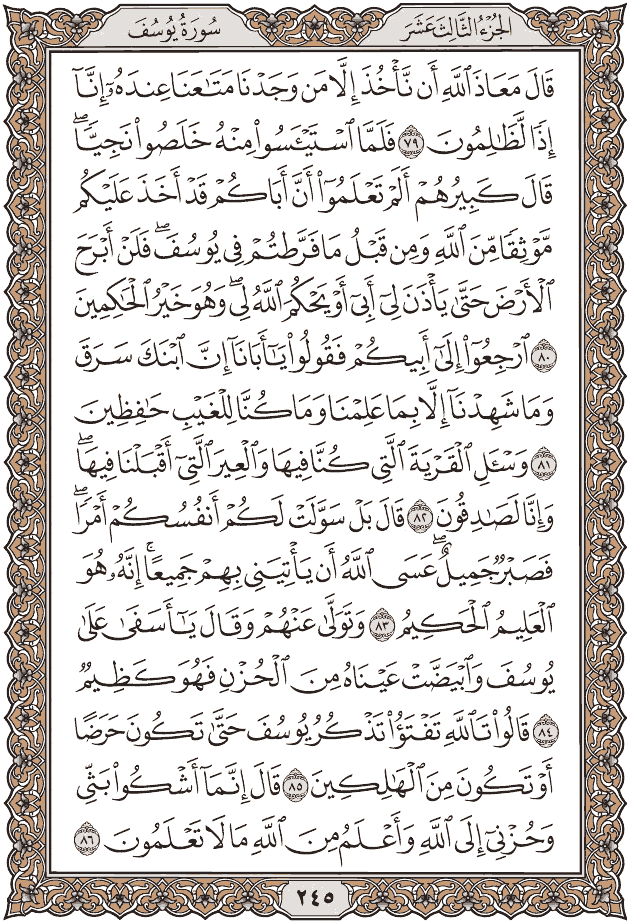 الجُزْءُ الثَّالِثَ عَشَرَ
سُورَةُ يُوسُفَ
قَالَ مَعَاذَ ٱللَّهِ أَن نَّأْخُذَ إِلَّا مَن وَجَدْنَا مَتَٰعَنَا عِندَهُۥٓ إِنَّآ
إِذًا لَّظَٰلِمُونَ ٧٩ فَلَمَّا ٱسْتَيْـَٔسُوا۟ مِنْهُ خَلَصُوا۟ نَجِيًّاۖ
قَالَ كَبِيرُهُمْ أَلَمْ تَعْلَمُوٓا۟ أَنَّ أَبَاكُمْ قَدْ أَخَذَ عَلَيْكُم
مَّوْثِقًا مِّنَ ٱللَّهِ وَمِن قَبْلُ مَا فَرَّطتُمْ فِى يُوسُفَۖ فَلَنْ أَبْرَحَ
ٱلْأَرْضَ حَتَّىٰ يَأْذَنَ لِىٓ أَبِىٓ أَوْ يَحْكُمَ ٱللَّهُ لِىۖ وَهُوَ خَيْرُ ٱلْحَٰكِمِينَ
٨٠ ٱرْجِعُوٓا۟ إِلَىٰٓ أَبِيكُمْ فَقُولُوا۟ يَٰٓأَبَانَآ إِنَّ ٱبْنَكَ سَرَقَ
وَمَا شَهِدْنَآ إِلَّا بِمَا عَلِمْنَا وَمَا كُنَّا لِلْغَيْبِ حَٰفِظِينَ
٨١ وَسْـَٔلِ ٱلْقَرْيَةَ ٱلَّتِى كُنَّا فِيهَا وَٱلْعِيرَ ٱلَّتِىٓ أَقْبَلْنَا فِيهَاۖ
وَإِنَّا لَصَٰدِقُونَ ٨٢ قَالَ بَلْ سَوَّلَتْ لَكُمْ أَنفُسُكُمْ أَمْرًاۖ
فَصَبْرٌ جَمِيلٌۖ عَسَى ٱللَّهُ أَن يَأْتِيَنِى بِهِمْ جَمِيعًاۚ إِنَّهُۥ هُوَ
ٱلْعَلِيمُ ٱلْحَكِيمُ ٨٣ وَتَوَلَّىٰ عَنْهُمْ وَقَالَ يَٰٓأَسَفَىٰ عَلَىٰ
يُوسُفَ وَٱبْيَضَّتْ عَيْنَاهُ مِنَ ٱلْحُزْنِ فَهُوَ كَظِيمٌ
٨٤ قَالُوا۟ تَٱللَّهِ تَفْتَؤُا۟ تَذْكُرُ يُوسُفَ حَتَّىٰ تَكُونَ حَرَضًا
أَوْ تَكُونَ مِنَ ٱلْهَٰلِكِينَ ٨٥ قَالَ إِنَّمَآ أَشْكُوا۟ بَثِّى
وَحُزْنِىٓ إِلَى ٱللَّهِ وَأَعْلَمُ مِنَ ٱللَّهِ مَا لَا تَعْلَمُونَ ٨٦
٢٤٥